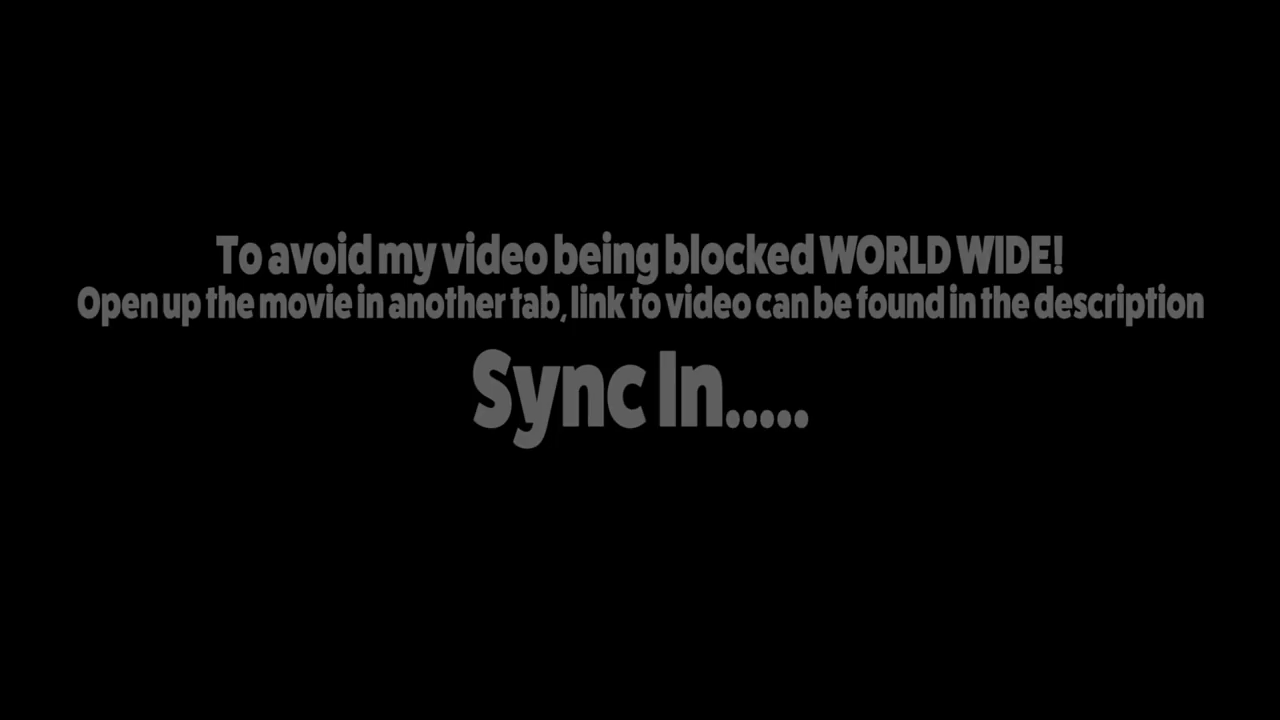 To avoid my video being blocked WORLD WIDE!
Open up the movie in another tab, link to video can be found in the description
Sync In.....